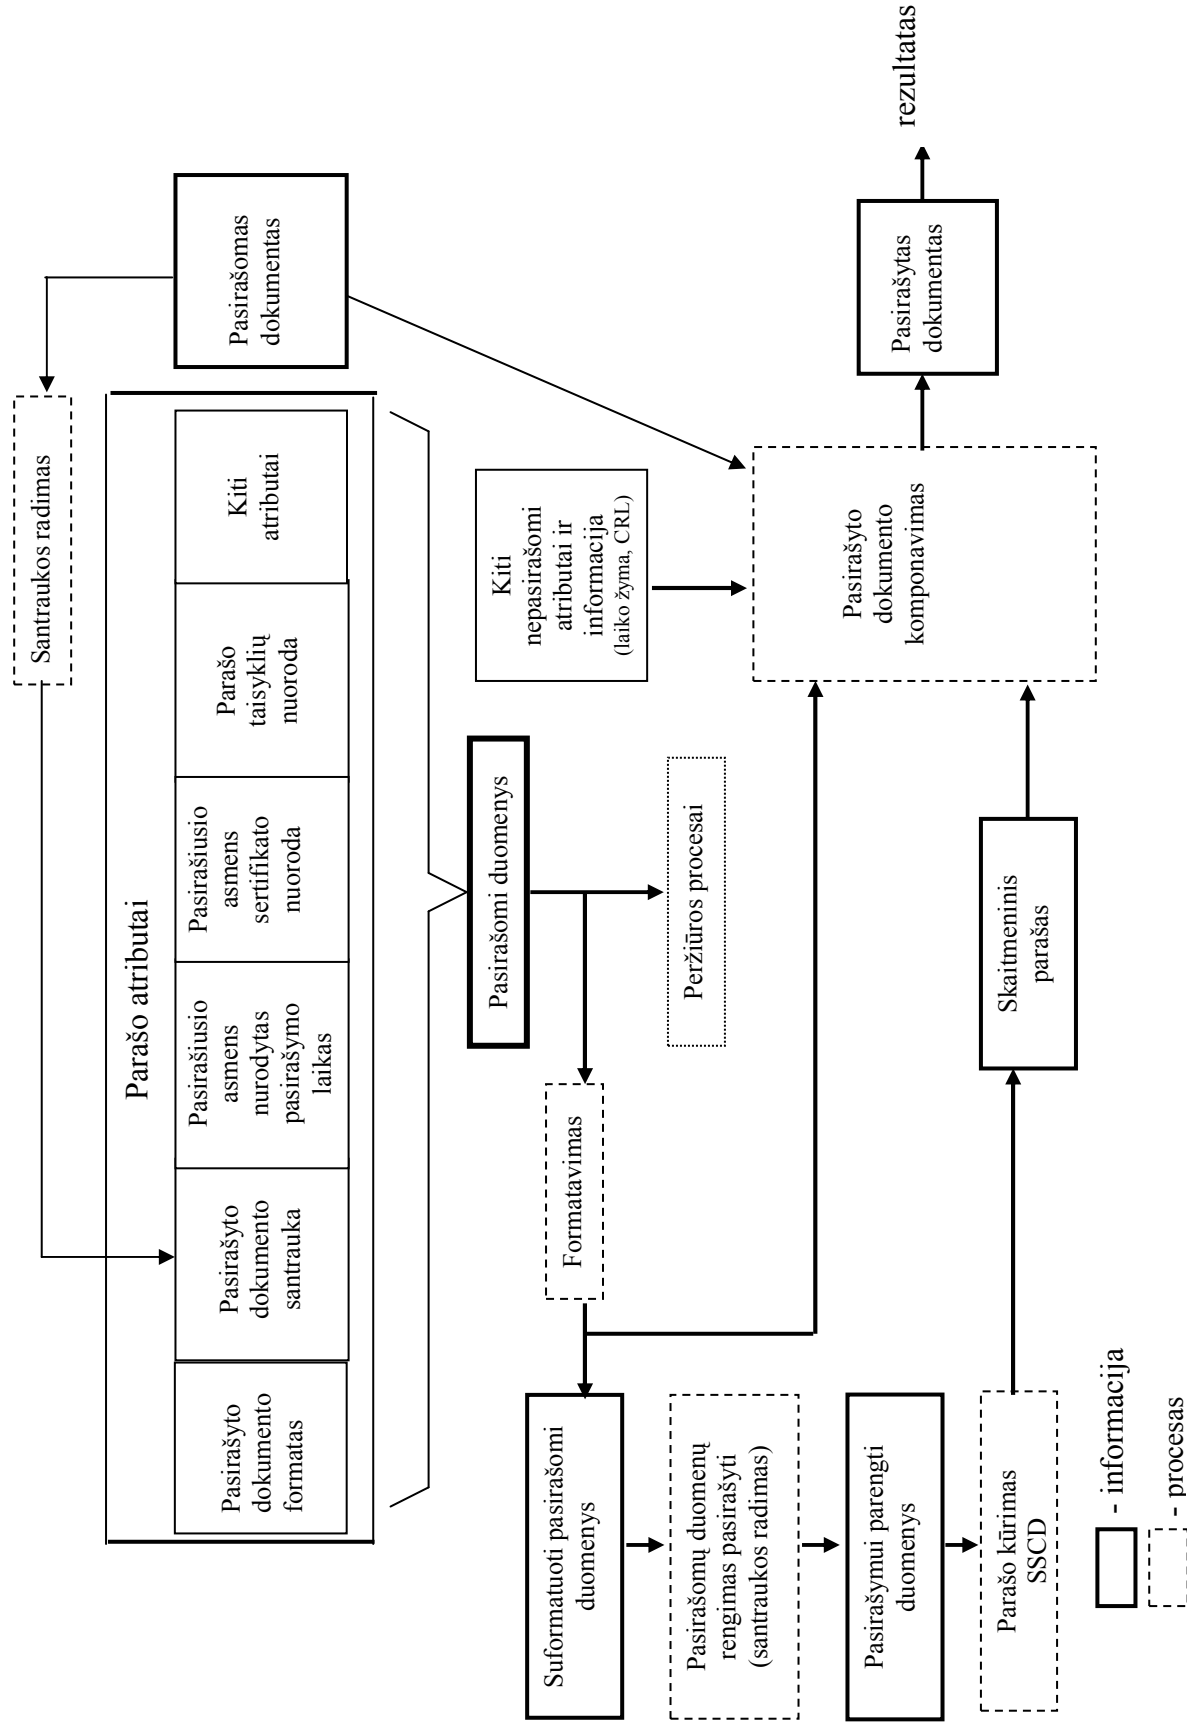 Santraukos radimas
Parašo atributai
Pasirašyto
dokumento
formatas
Pasirašyto
dokumento
santrauka
Pasirašiusio
asmens
nurodytas
pasirašymo
laikas
Pasirašiusio
asmens
sertifikato
nuoroda
Parašo
taisyklių
nuoroda
Kiti
atributai
Pasirašomas
dokumentas
Pasirašomi duomenys
Kiti
nepasirašomi
atributai ir
informacija
(laiko žyma, CRL)
Formatavimas
Peržiūros procesai
Suformatuoti pasirašomi
duomenys
Pasirašomų duomenų
rengimas pasirašyti
(santraukos radimas)
Pasirašymui parengti
duomenys
Parašo kūrimas
SSCD
Skaitmeninis
parašas
Pasirašyto
dokumento
komponavimas
Pasirašytas
dokumentas
rezultatas
- informacija
- procesas